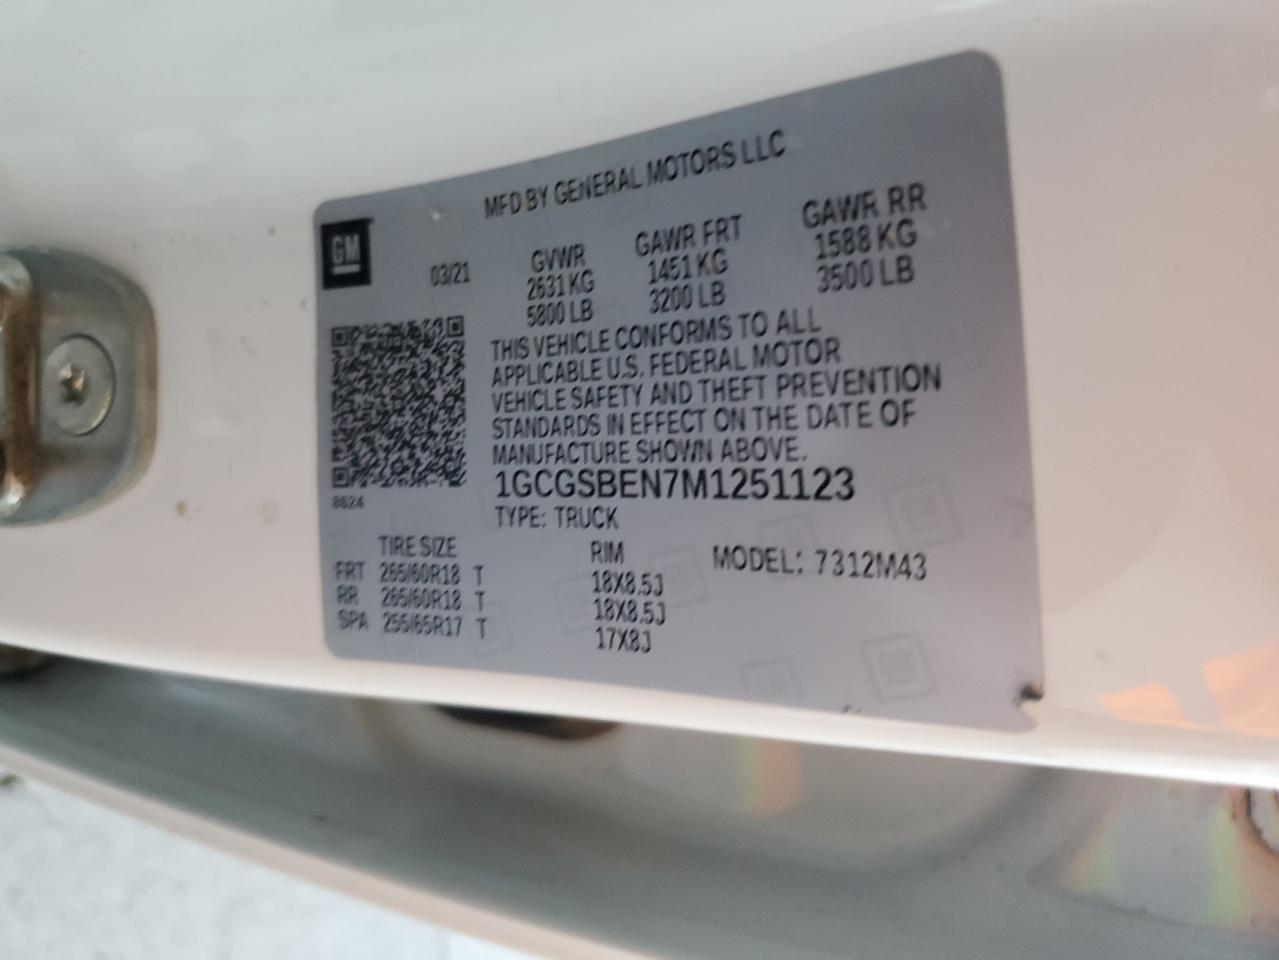 MFD BY GENERAL MOTORS LLC
GM
03/21
GVWR GAWR FRT GAWR RR
2631 KG 1451 KG 1588 KG
5800 LB 3200 LB 3500 LB
THIS VEHICLE CONFORMS TO ALL
APPLICABLE U.S. FEDERAL MOTOR
VEHICLE SAFETY AND THEFT PREVENTION
STANDARDS IN EFFECT ON THE DATE OF
MANUFACTURE SHOWN ABOVE.
1GCGSBEN7M1251123
8624
TYPE: TRUCK
TIRE SIZE RIM MODEL: 7312M43
FRT 265/60R18 T 18X8.5J
RR 265/60R18 T 18X8.5J
SPA 255/65R17 T 17X8J